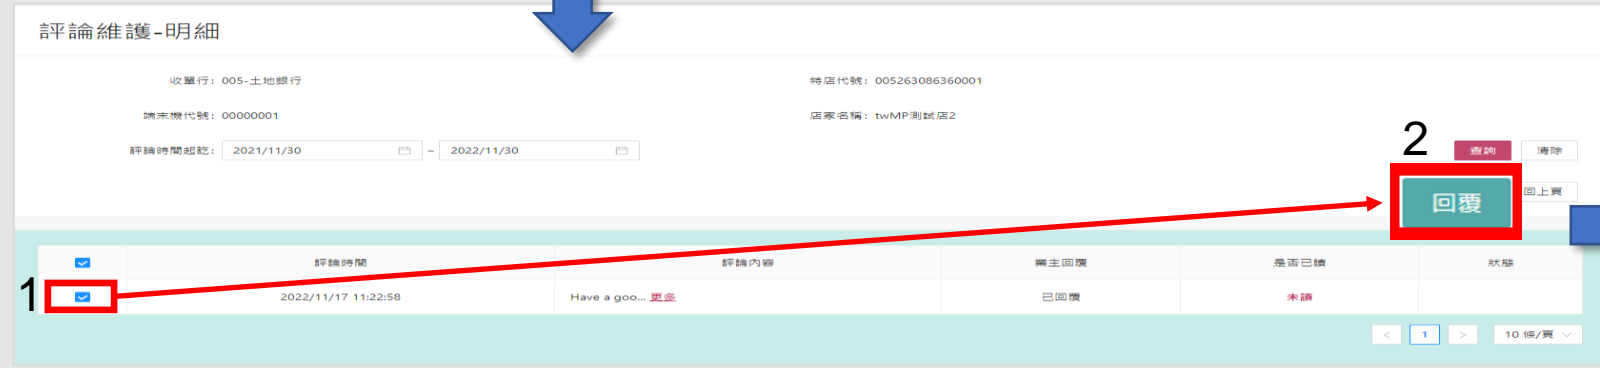 評論維護-明細
收單行: 005-土地銀行
特店代號: 005263086360001
端末機代號: 00000001
店家名稱: twMP測試店2
評論時間起訖: 2021/11/30 ~ 2022/11/30
2
查詢 清除
回覆 回上頁
評論時間 評論內容 業主回覆 是否已讀 狀態
1
2022/11/17 11:22:58 Have a goo... 更多 已回覆 未讀
< 1 > 10 條/頁